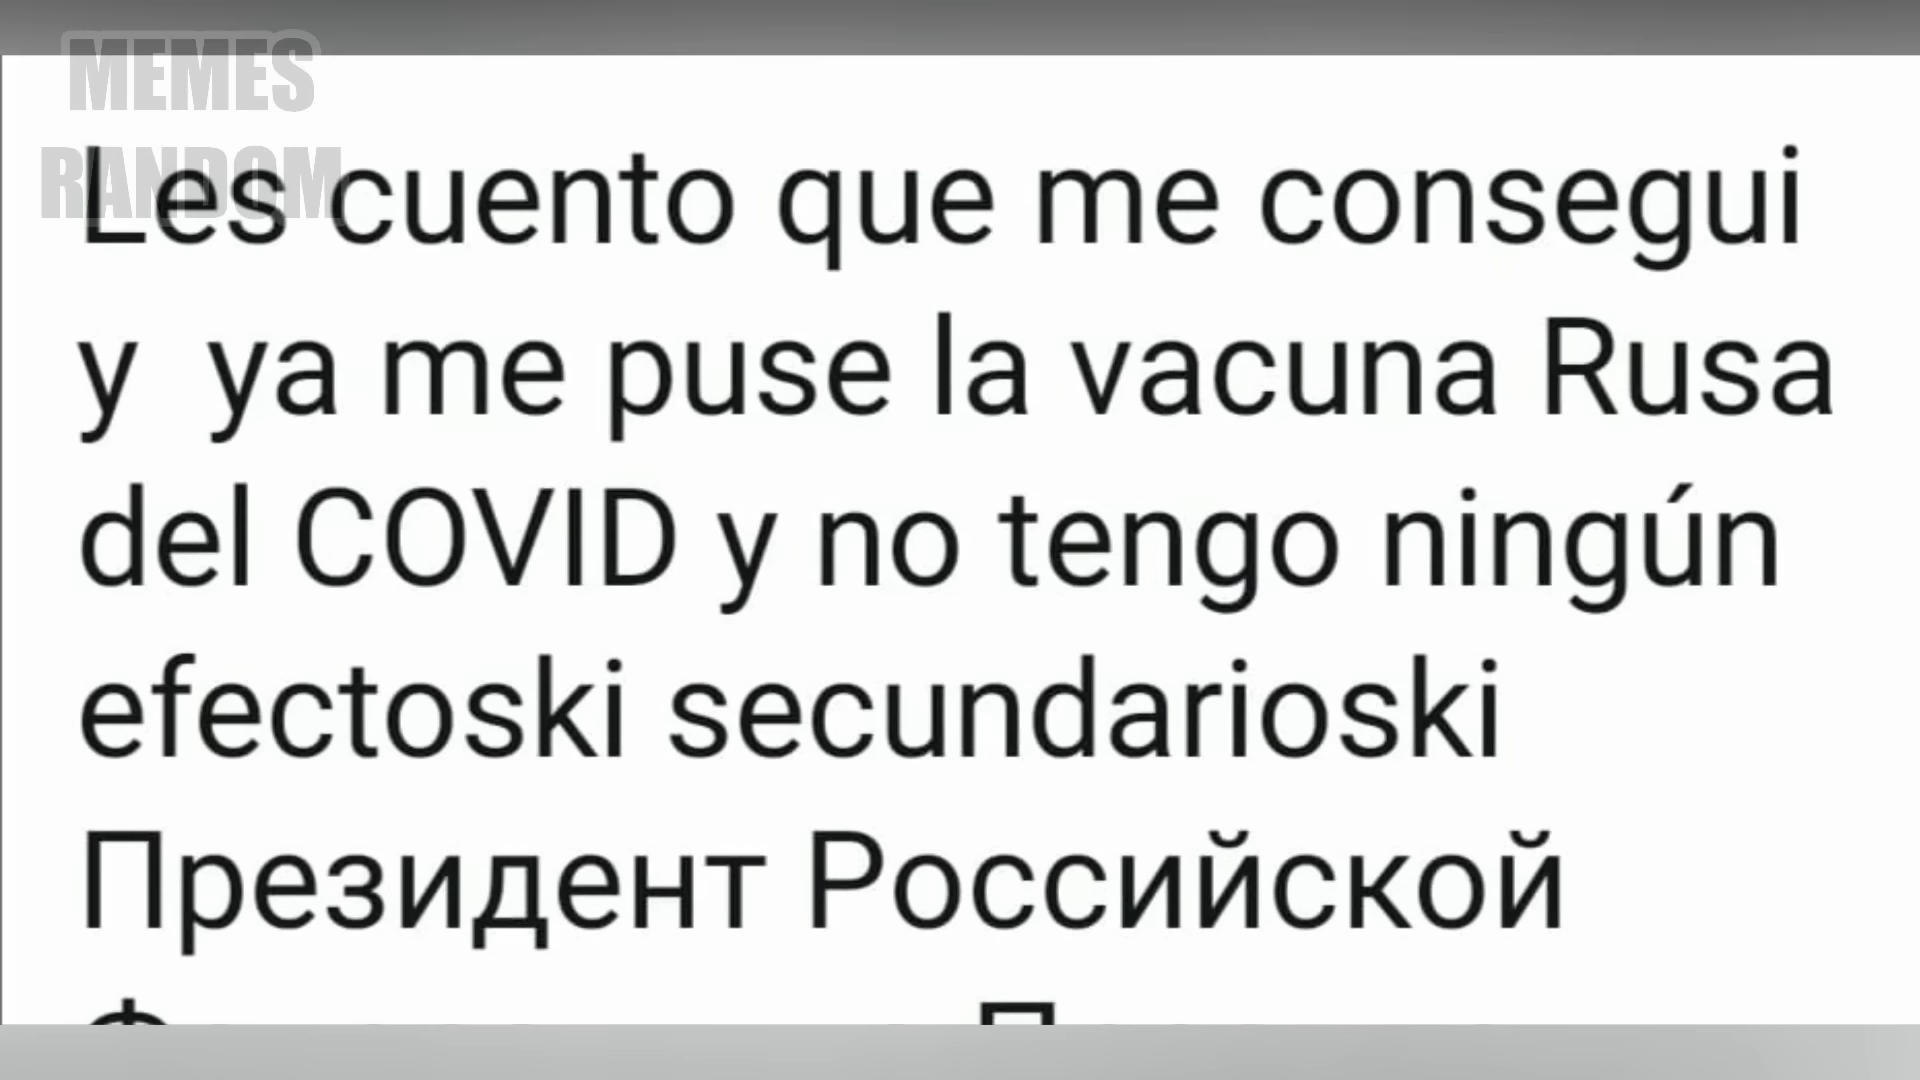 MEMES
RANDOM
Les cuento que me consegui
y ya me puse la vacuna Rusa
del COVID y no tengo ningún
efectoski secundarioski
Президент Российской